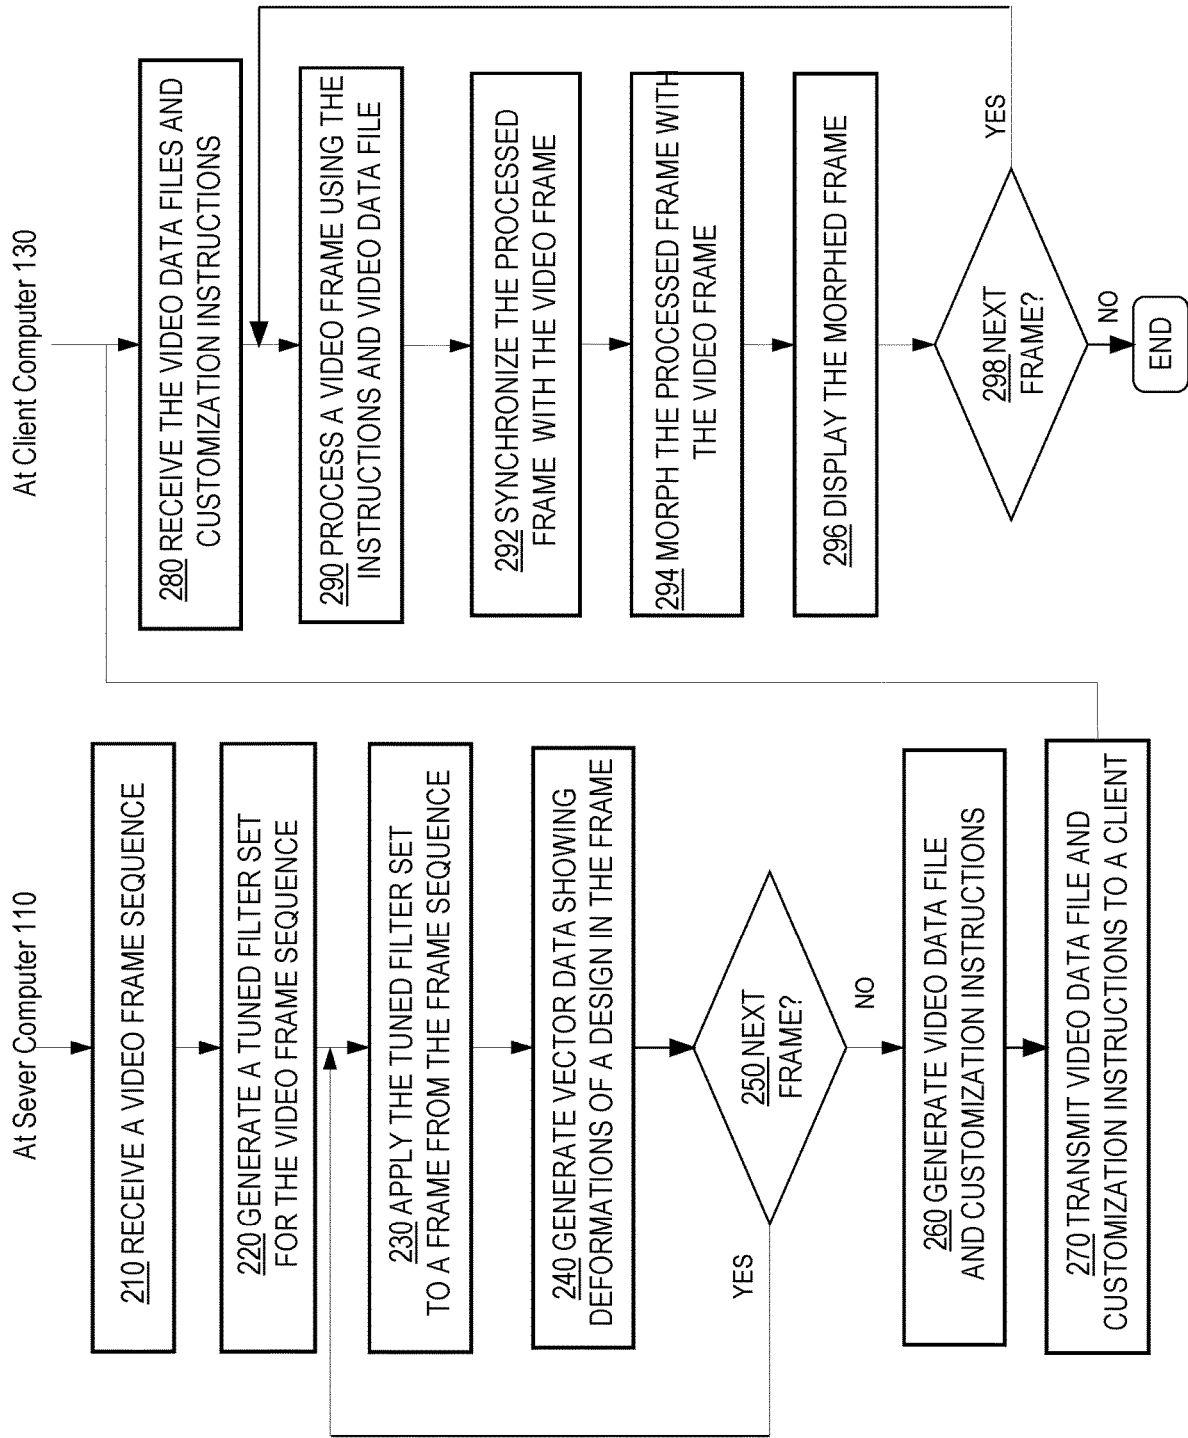 At Sever Computer 110
210 RECEIVE A VIDEO FRAME SEQUENCE
220 GENERATE A TUNED FILTER SET
FOR THE VIDEO FRAME SEQUENCE
230 APPLY THE TUNED FILTER SET
TO A FRAME FROM THE FRAME SEQUENCE
240 GENERATE VECTOR DATA SHOWING
DEFORMATIONS OF A DESIGN IN THE FRAME
250 NEXT
FRAME?
YES
NO
260 GENERATE VIDEO DATA FILE
AND CUSTOMIZATION INSTRUCTIONS
270 TRANSMIT VIDEO DATA FILE AND
CUSTOMIZATION INSTRUCTIONS TO A CLIENT
At Client Computer 130
280 RECEIVE THE VIDEO DATA FILES AND
CUSTOMIZATION INSTRUCTIONS
290 PROCESS A VIDEO FRAME USING THE
INSTRUCTIONS AND VIDEO DATA FILE
292 SYNCHRONIZE THE PROCESSED
FRAME WITH THE VIDEO FRAME
294 MORPH THE PROCESSED FRAME WITH
THE VIDEO FRAME
296 DISPLAY THE MORPHED FRAME
298 NEXT
FRAME?
YES
NO
END